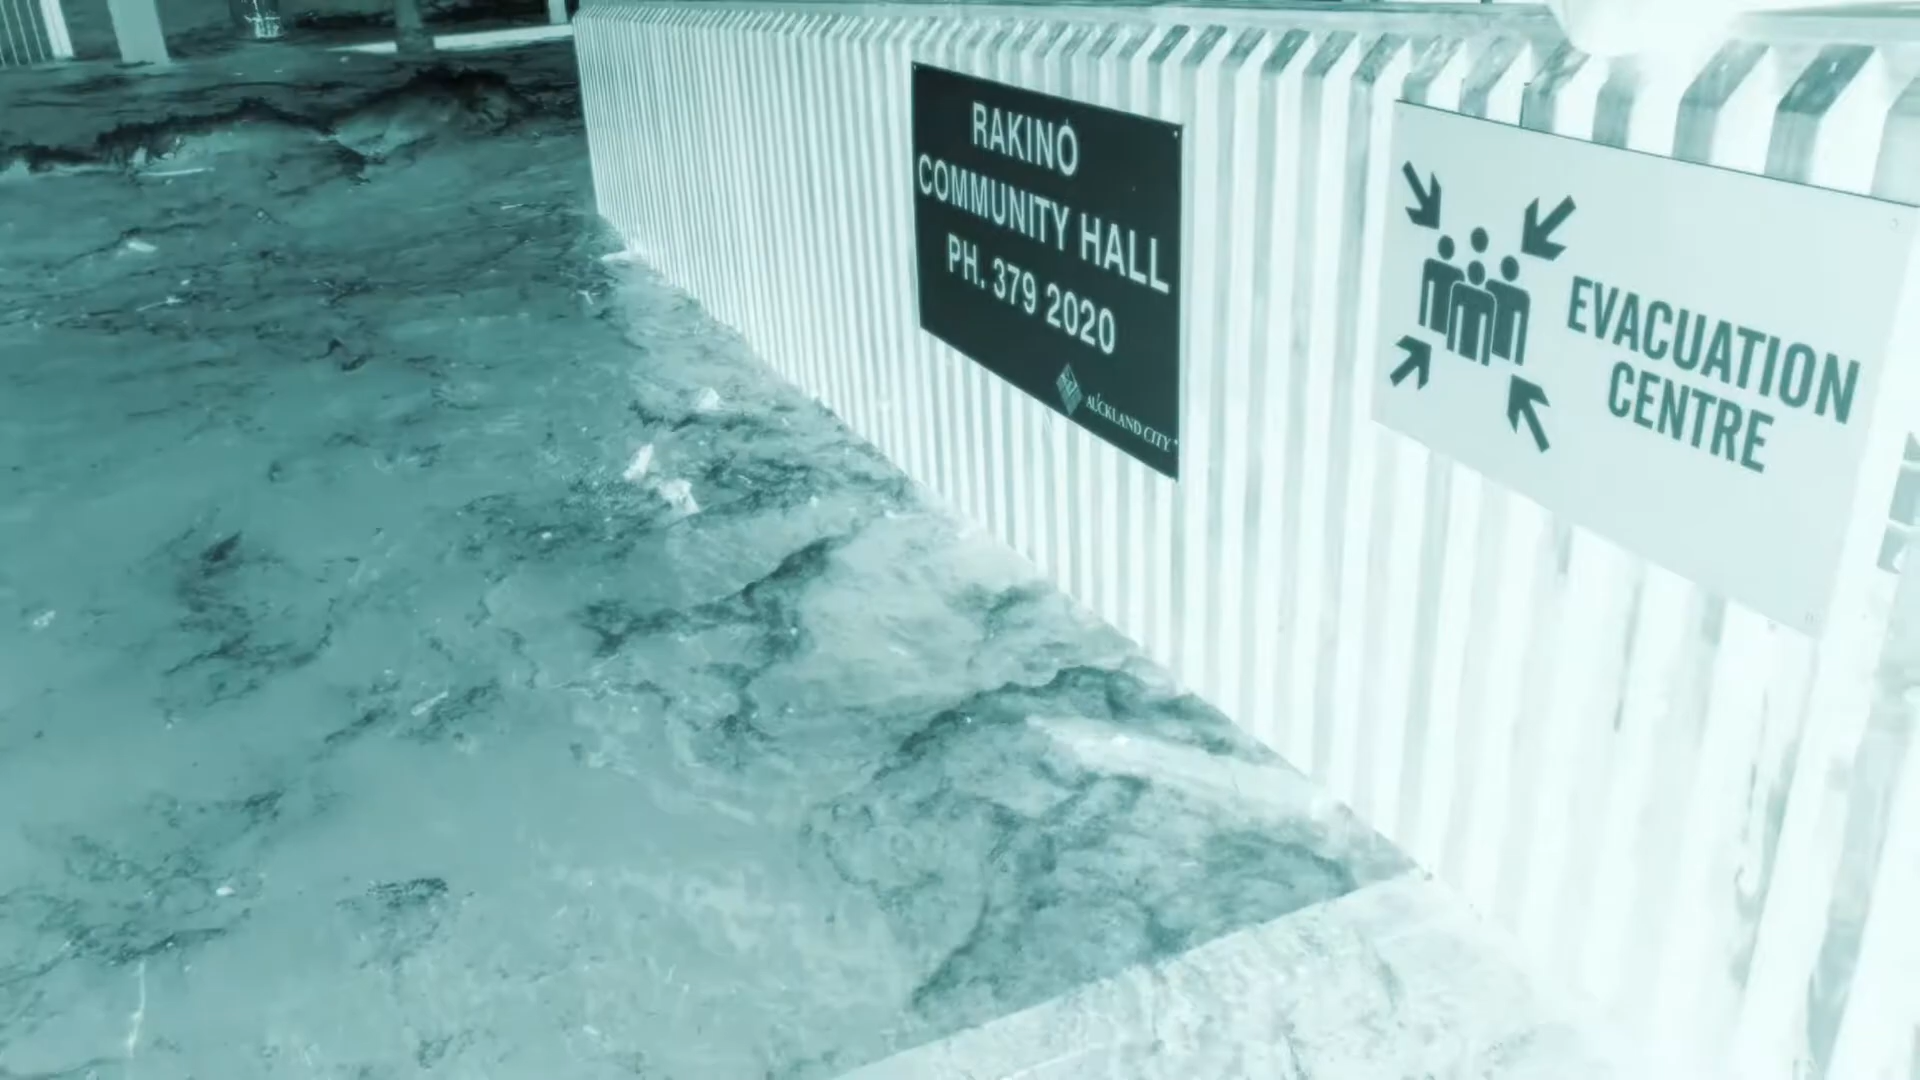 RAKINO
COMMUNITY HALL
PH. 379 2020
AUCKLAND CITY
EVACUATION
CENTRE